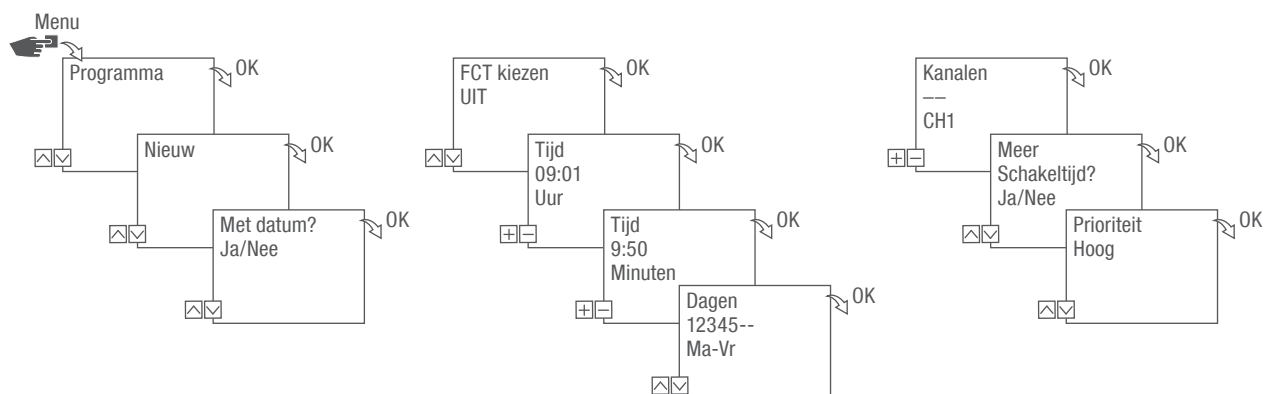 Menu
Programma
OK
Nieuw
OK
Met datum?
Ja/Nee
OK
FCT kiezen
UIT
OK
Tijd
09:01
Uur
OK
Tijd
9:50
Minuten
OK
Dagen
12345--
Ma-Vr
OK
Kanalen
––
CH1
OK
Meer
Schakeltijd?
Ja/Nee
OK
Prioriteit
Hoog
OK